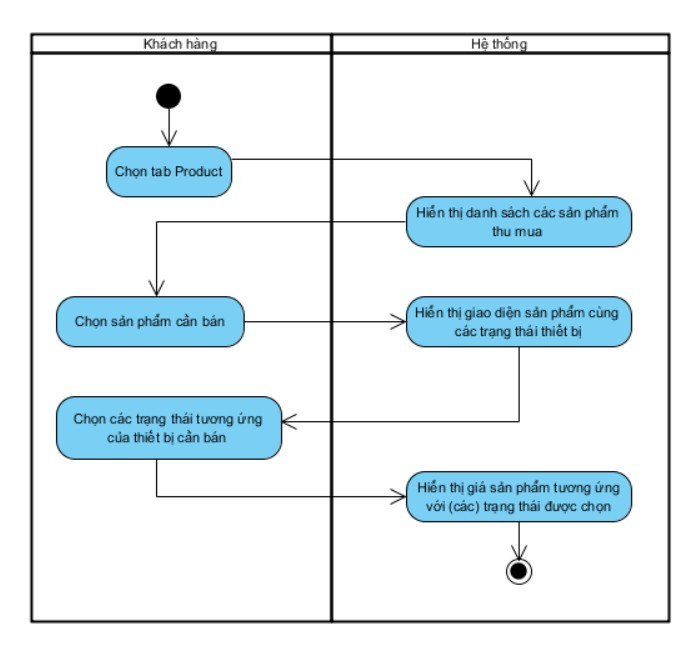 Khách hàng
Hệ thống
Chọn tab Product
Hiển thị danh sách các sản phẩm
thu mua
Chọn sản phẩm cần bán
Hiển thị giao diện sản phẩm cùng
các trạng thái thiết bị
Chọn các trạng thái tương ứng
của thiết bị cần bán
Hiển thị giá sản phẩm tương ứng
với (các) trạng thái được chọn